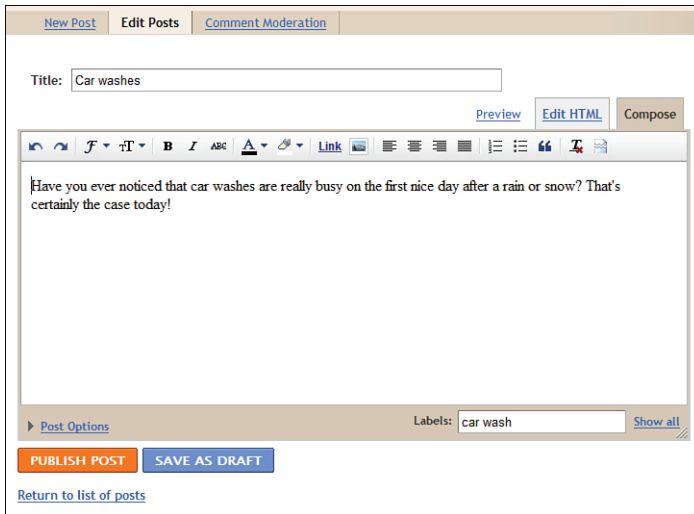 New Post Edit Posts Comment Moderation
Title: Car washes
Preview Edit HTML Compose
F TT B I ABC A Link T
Have you ever noticed that car washes are really busy on the first nice day after a rain or snow? That's
certainly the case today!
Post Options Labels: car wash Show all
PUBLISH POST SAVE AS DRAFT
Return to list of posts